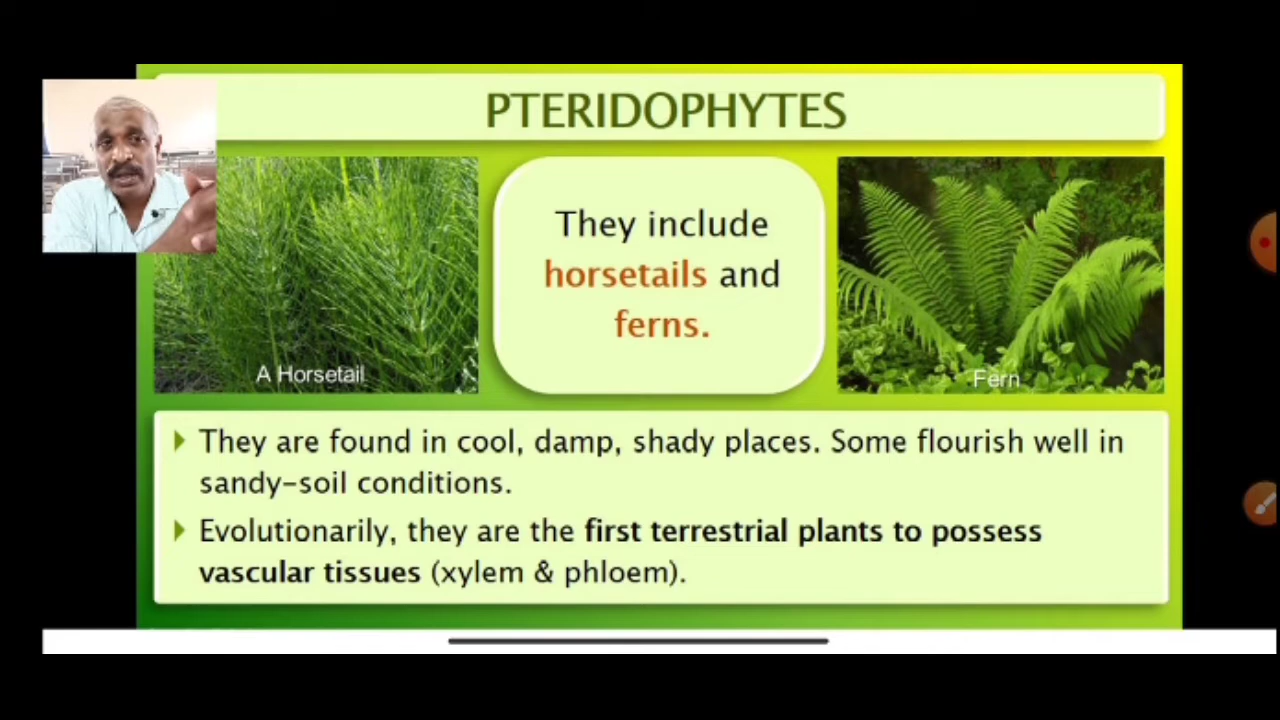 PTERIDOPHYTES
They include
horsetails and
ferns.
A Horsetail
Fern
They are found in cool, damp, shady places. Some flourish well in
sandy-soil conditions.
Evolutionarily, they are the first terrestrial plants to possess
vascular tissues (xylem & phloem).